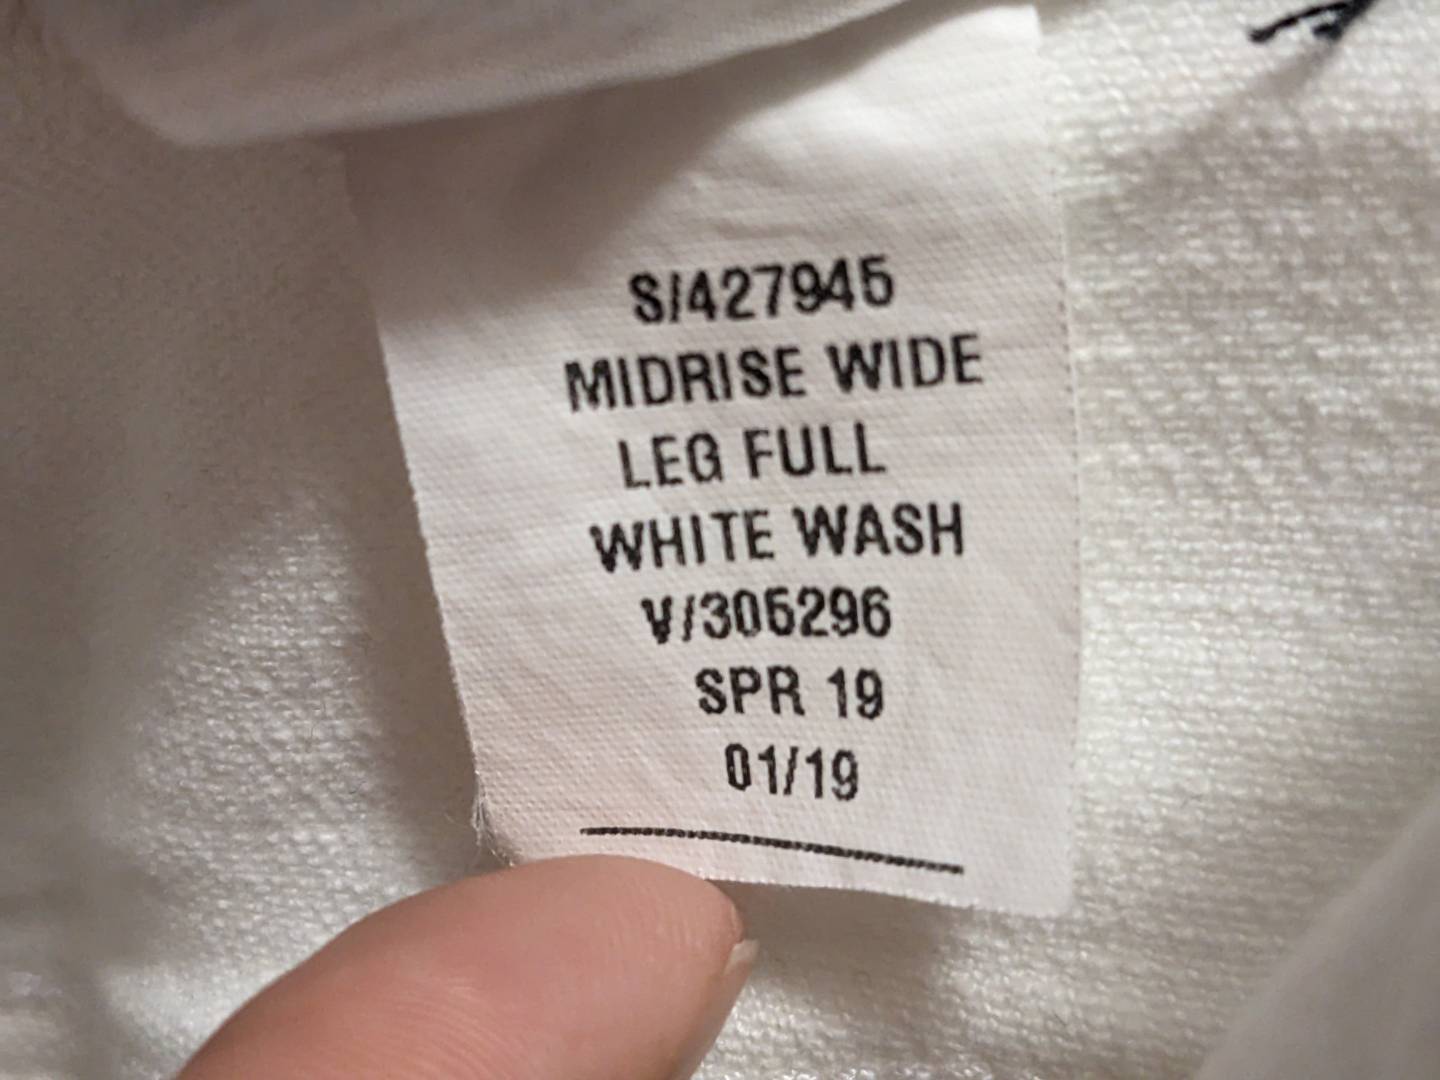 S/427945
MIDRISE WIDE
LEG FULL
WHITE WASH
V/305296
SPR 19
01/19